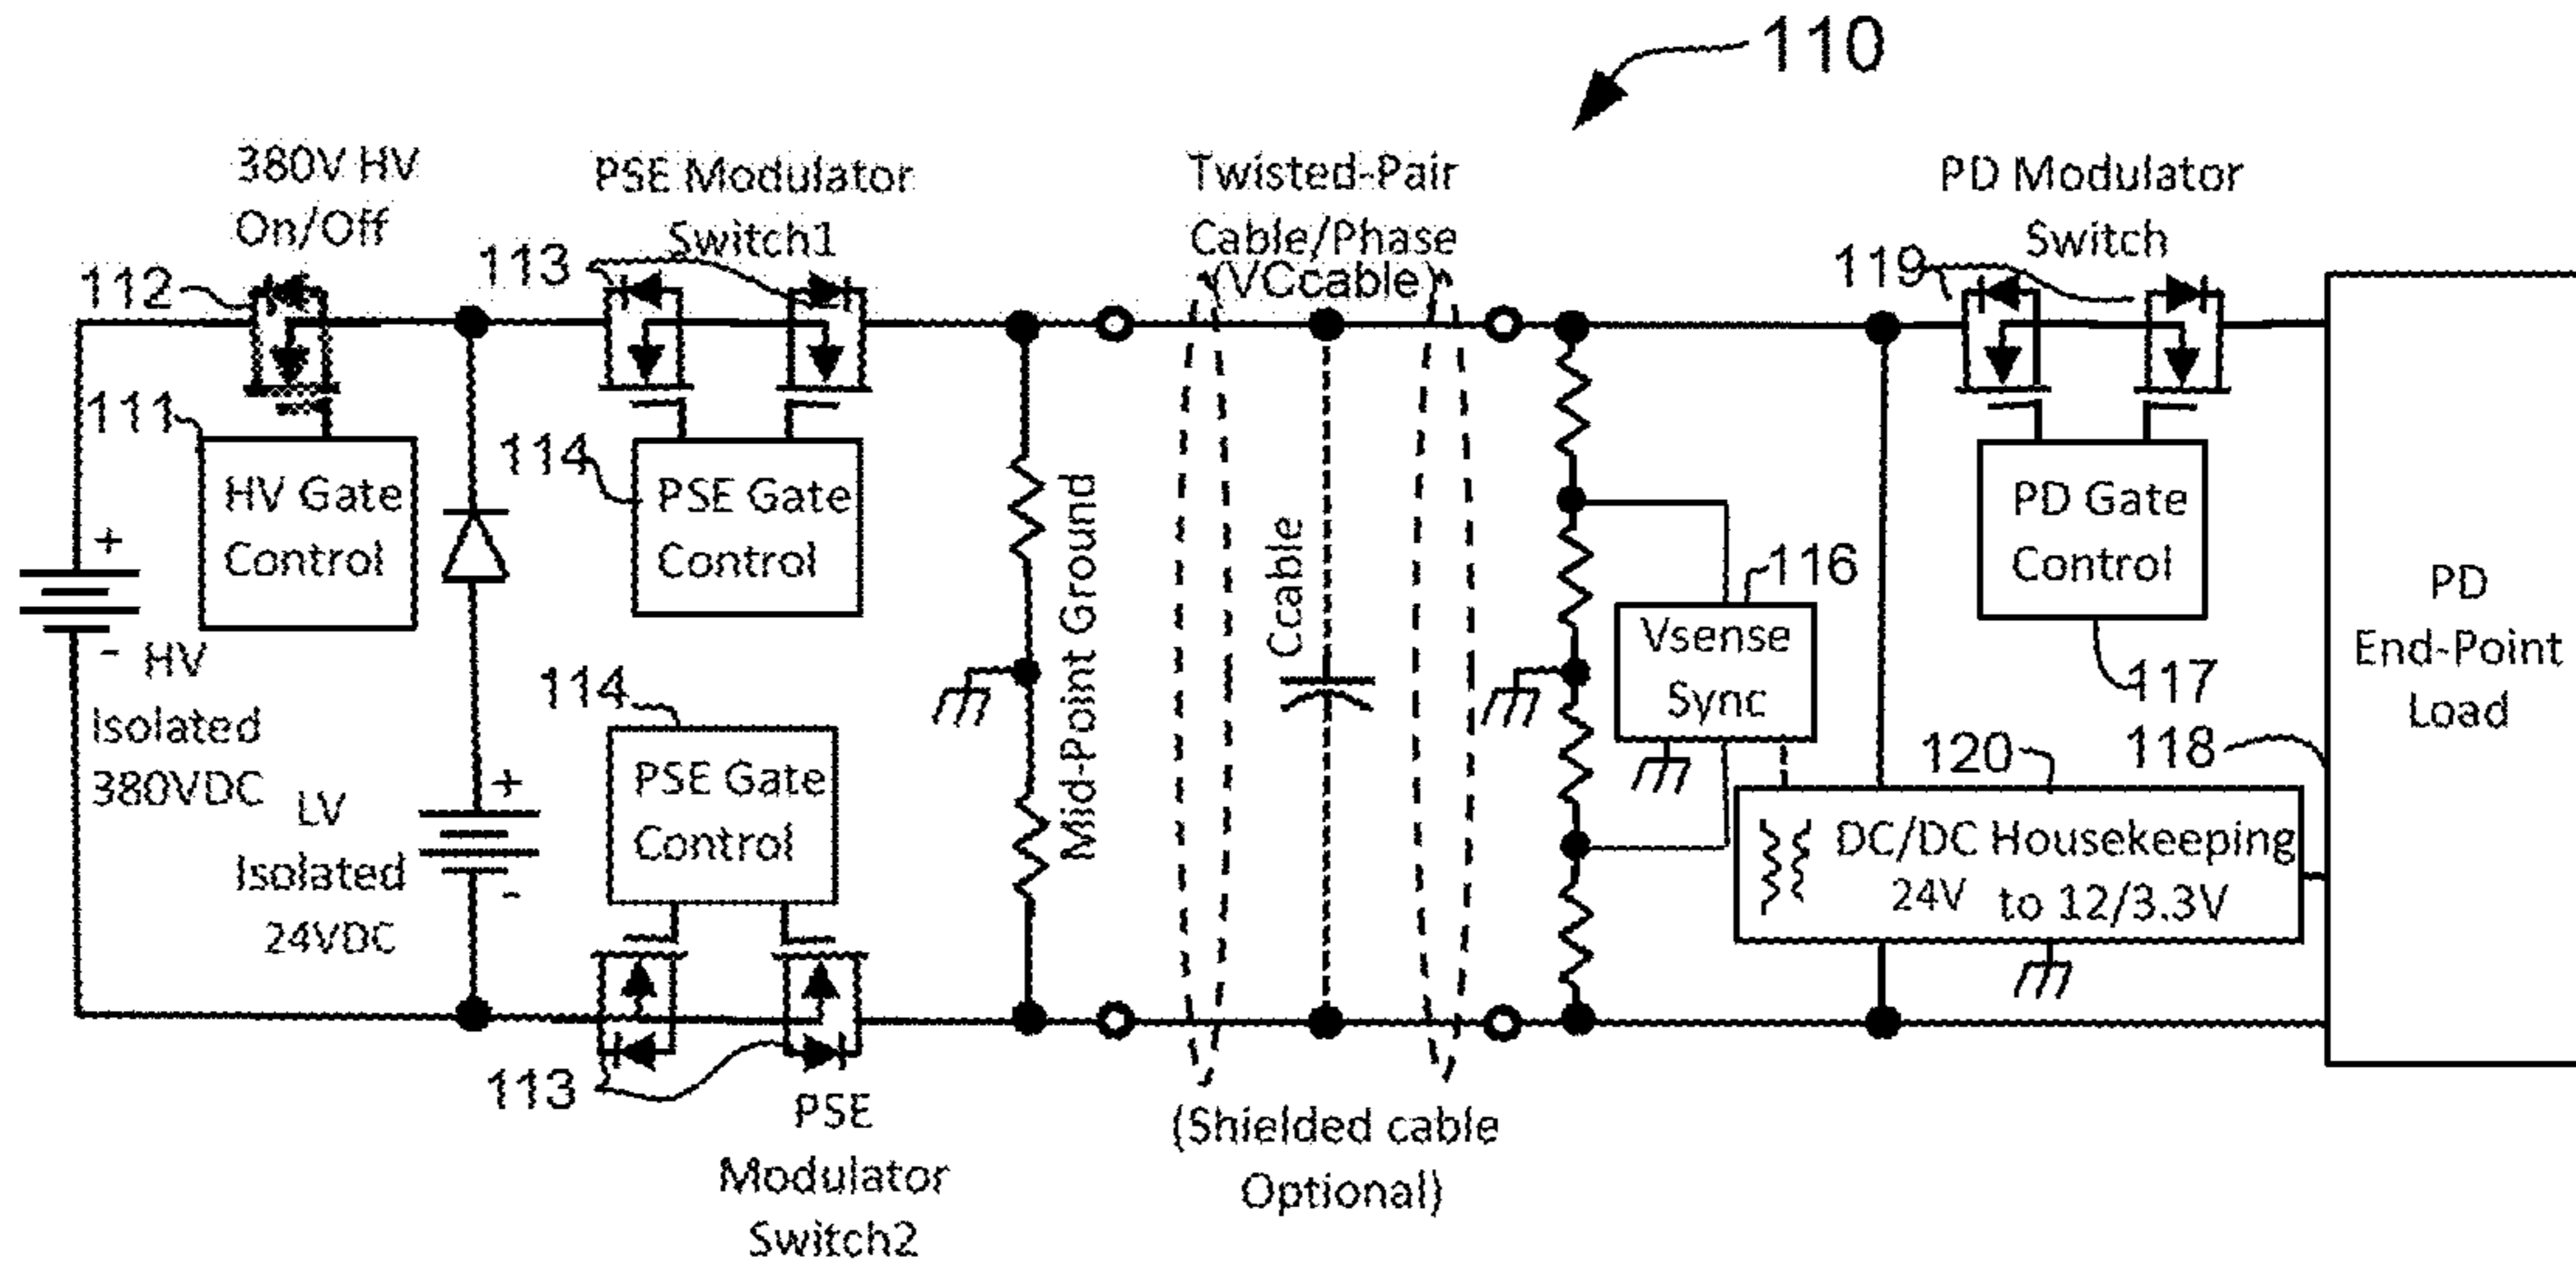 110
380V HV
On/Off
PSE Modulator
Switch1
Twisted-Pair
Cable/Phase
(VCcable)
PD Modulator
Switch
112
113
119
111
HV Gate
Control
114
PSE Gate
Control
Mid-Point Ground
Ccable
116
Vsense
Sync
PD Gate
Control
117
PD
End-Point
Load
118
+
-
HV
Isolated
380VDC
+
-
LV
Isolated
24VDC
114
PSE Gate
Control
120
DC/DC Housekeeping
24V to 12/3.3V
113
PSE
Modulator
Switch2
(Shielded cable
Optional)